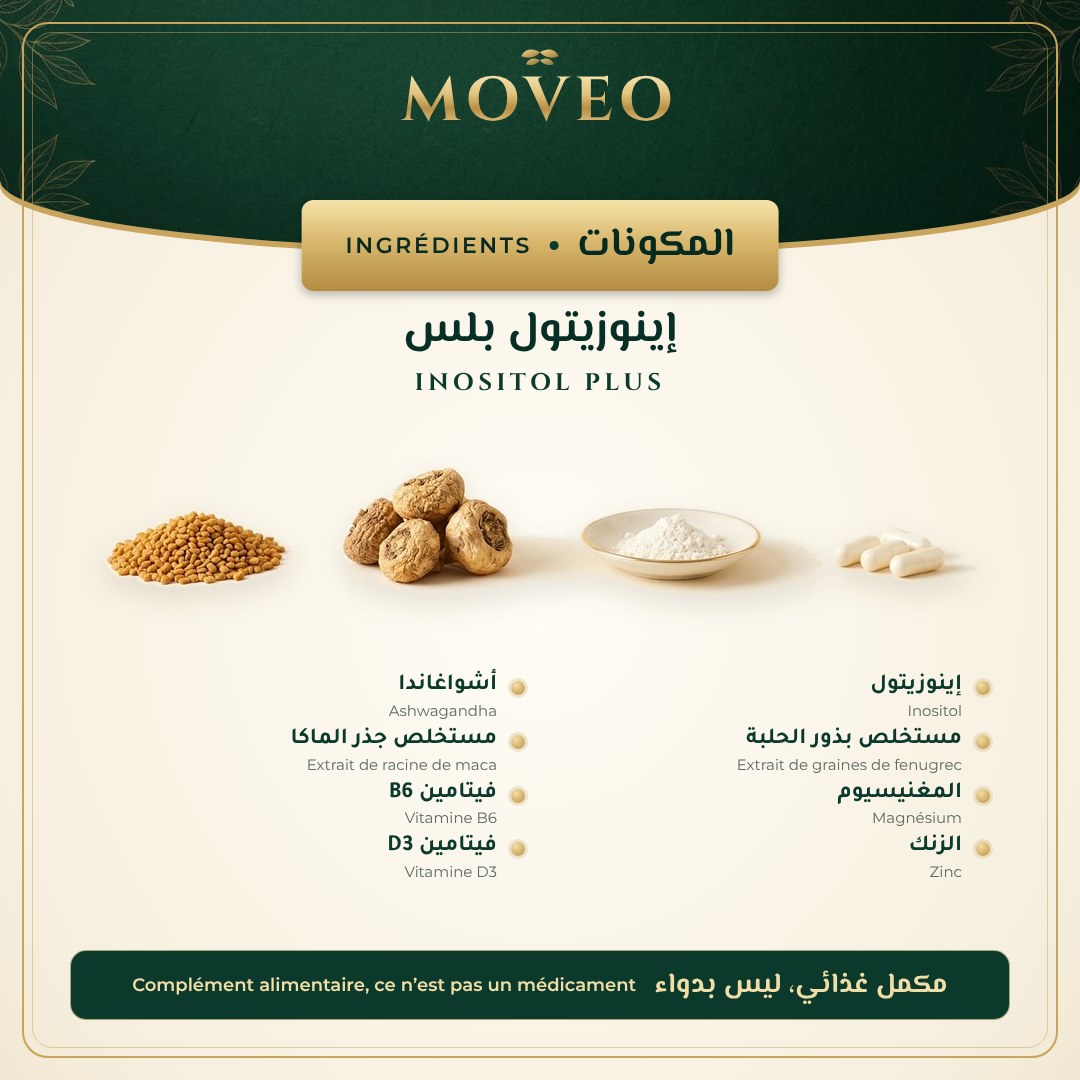 MOVEO
INGRÉDIENTS • المكونات
إينوزيتول بلس
INOSITOL PLUS
إينوزيتول
Inositol
مستخلص بذور الحلبة
Extrait de graines de fenugrec
المغنيسيوم
Magnésium
الزنك
Zinc
أشواغاندا
Ashwagandha
مستخلص جذر الماكا
Extrait de racine de maca
فيتامين B6
Vitamine B6
فيتامين D3
Vitamine D3
مكمل غذائي، ليس بدواء Complément alimentaire, ce n’est pas un médicament